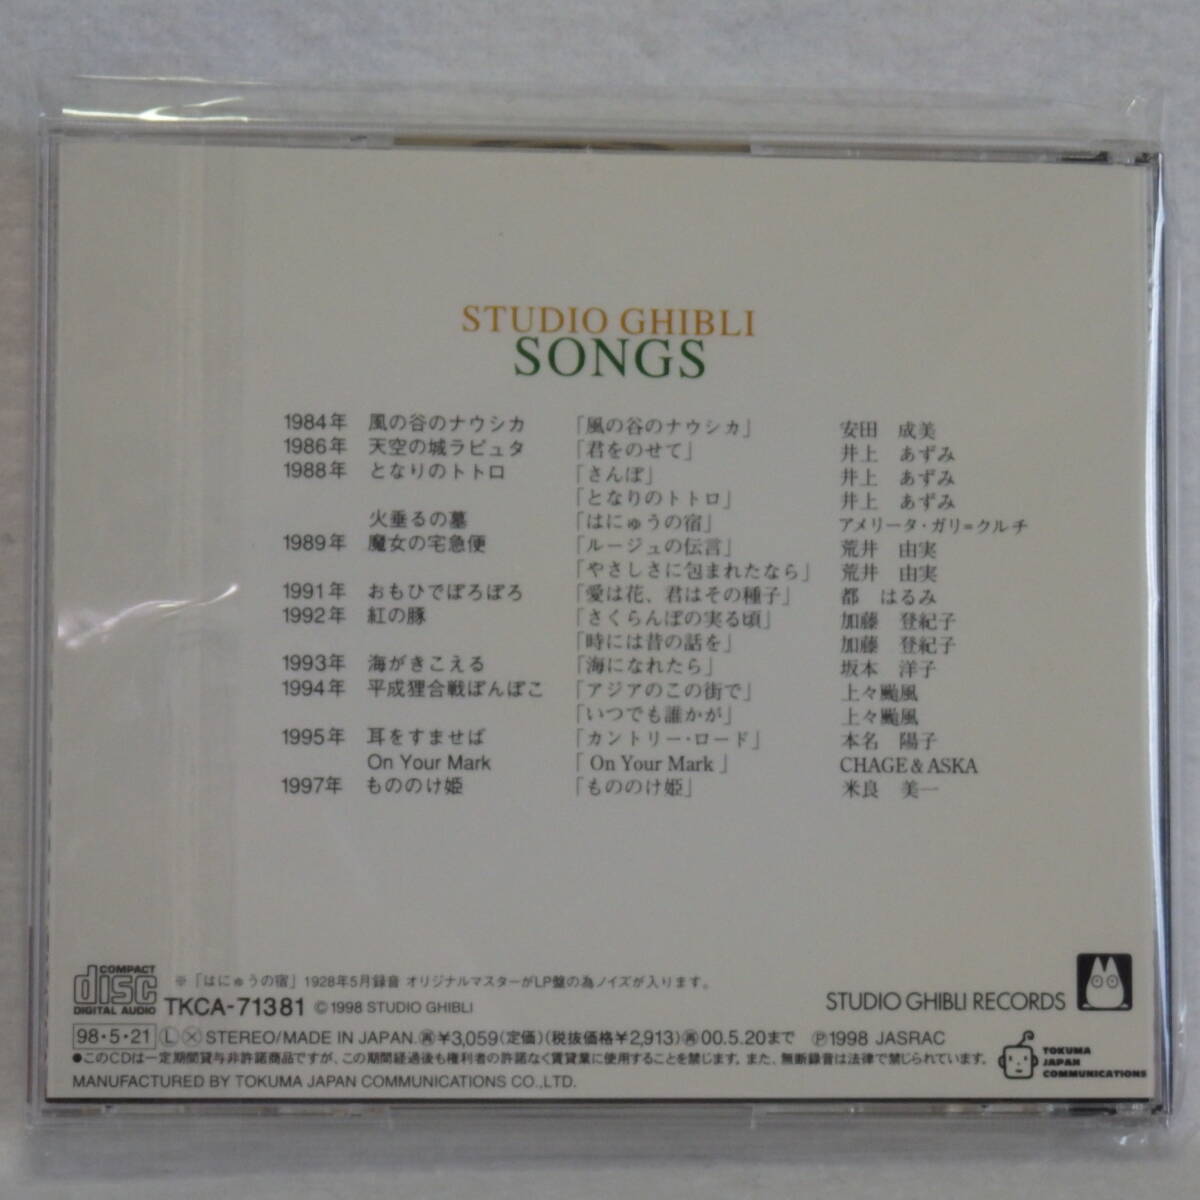 STUDIO GHIBLI
SONGS
1984年 風の谷のナウシカ 「風の谷のナウシカ」 安田 成美
1986年 天空の城ラピュタ 「君をのせて」 井上 あずみ
1988年 となりのトトロ 「さんぽ」 井上 あずみ
「となりのトトロ」 井上 あずみ
火垂るの墓 「はにゅうの宿」 アメリータ・ガリ=クルチ
1989年 魔女の宅急便 「ルージュの伝言」 荒井 由実
「やさしさに包まれたなら」 荒井 由実
1991年 おもひでぽろぽろ 「愛は花、君はその種子」 都 はるみ
1992年 紅の豚 「さくらんぼの実る頃」 加藤 登紀子
「時には昔の話を」 加藤 登紀子
1993年 海がきこえる 「海になれたら」 坂本 洋子
1994年 平成狸合戦ぽんぽこ 「アジアのこの街で」 上々颱風
「いつでも誰かが」 上々颱風
1995年 耳をすませば 「カントリー・ロード」 本名 陽子
On Your Mark 「On Your Mark」 CHAGE & ASKA
1997年 もののけ姫 「もののけ姫」 米良 美一
COMPACT
disc
DIGITAL AUDIO
※「はにゅうの宿」1928年5月録音 オリジナルマスターがLP盤の為ノイズが入ります。
TKCA-71381 ©1998 STUDIO GHIBLI
STUDIO GHIBLI RECORDS
98・5・21 Ⓛ Ⓧ STEREO/MADE IN JAPAN.㋾¥3,059(定価)(税抜価格¥2,913)㋾00.5.20まで Ⓟ1998 JASRAC
●このCDは一定期間貸与非許諾商品ですが、この期間経過後も権利者の許諾なく賃貸業に使用することを禁じます。また、無断録音は法律で禁じられています。
MANUFACTURED BY TOKUMA JAPAN COMMUNICATIONS CO.,LTD.
TOKUMA
JAPAN
COMMUNICATIONS